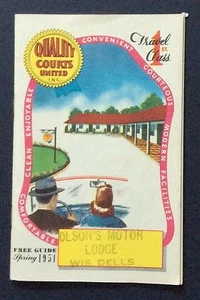 QUALITY
COURTS
UNITED
INC.
Travel
1st
Class
COMFORTABLE CLEAN ENJOYABLE CONVENIENT COURTEOUS MODERN FACILITIES
FREE GUIDE
Spring 1951
OLSON'S MOTOR
LODGE
WIS. DELLS